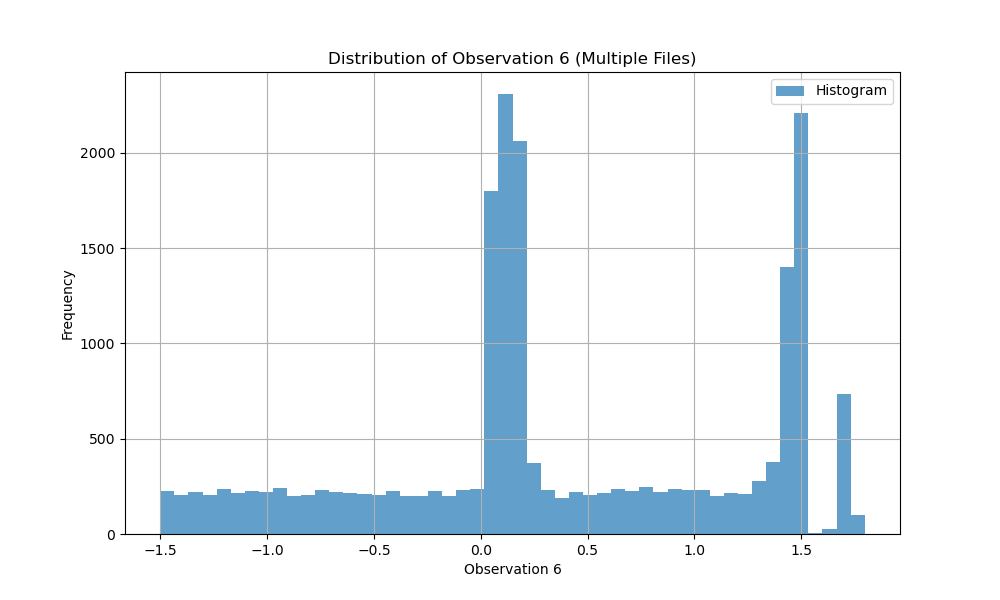 Distribution of Observation 6 (Multiple Files)
Histogram
Frequency
2000
1500
1000
500
0
−1.5 −1.0 −0.5 0.0 0.5 1.0 1.5
Observation 6